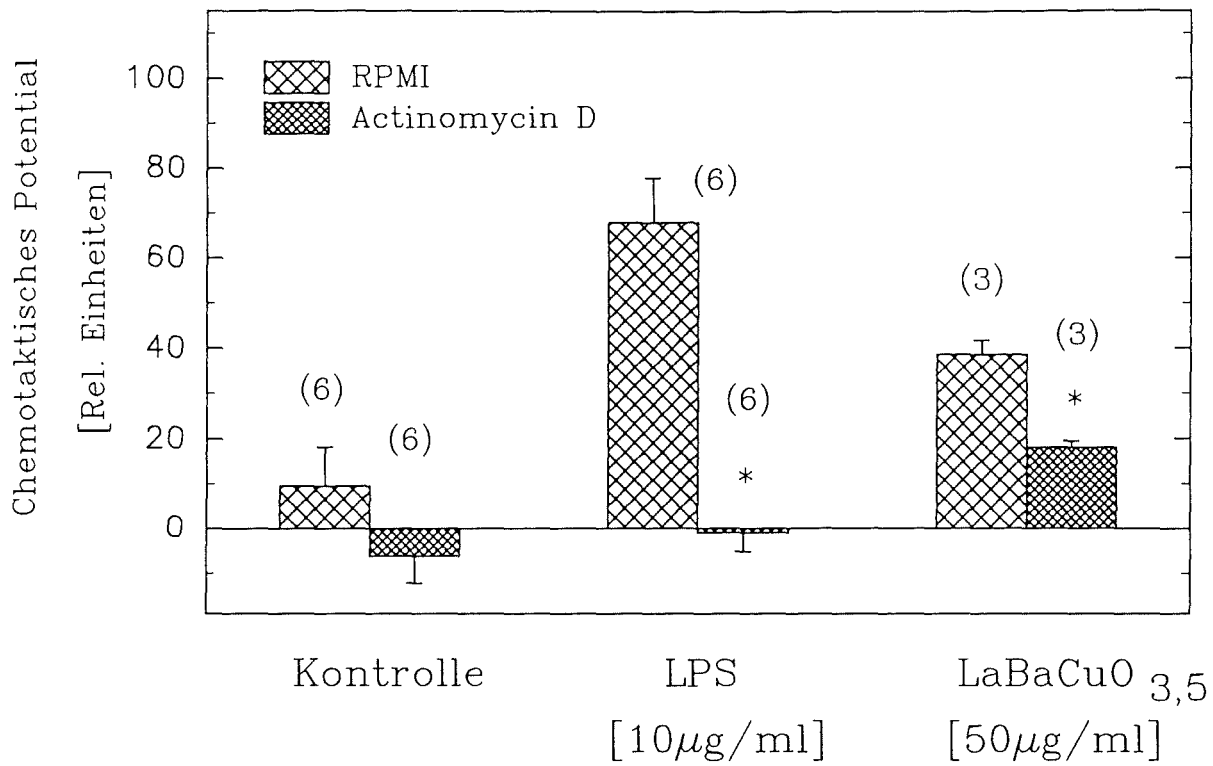 Chemotaktisches Potential
[Rel. Einheiten]
100
80
60
40
20
0
RPMI
Actinomycin D
(6)
(6)
(6)
(6)
*
(3)
(3)
*
Kontrolle
LPS
[10µg/ml]
LaBaCuO 3,5
[50µg/ml]